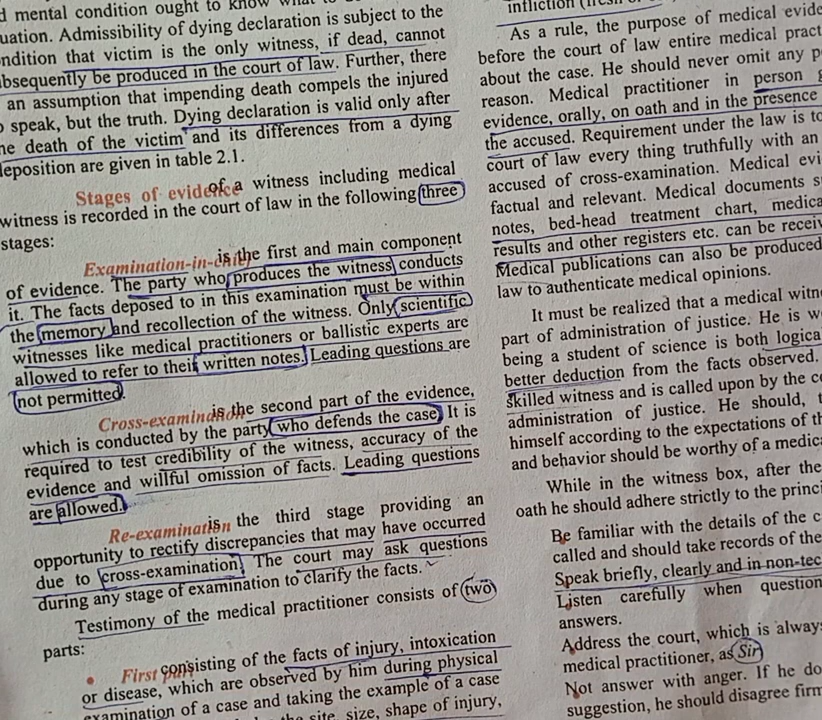 mental condition ought to know what
uation. Admissibility of dying declaration is subject to the
ndition that victim is the only witness, if dead, cannot
bsequently be produced in the court of law. Further, there
an assumption that impending death compels the injured
speak, but the truth. Dying declaration is valid only after
he death of the victim and its differences from a dying
deposition are given in table 2.1.
Stages of evidence of a witness including medical
witness is recorded in the court of law in the following three
stages:
Examination-in-chief is the first and main component
of evidence. The party who produces the witness conducts
it. The facts deposed to in this examination must be within
the memory and recollection of the witness. Only scientific
witnesses like medical practitioners or ballistic experts are
allowed to refer to their written notes. Leading questions are
not permitted.
Cross-examination is the second part of the evidence,
which is conducted by the party who defends the case. It is
required to test credibility of the witness, accuracy of the
evidence and willful omission of facts. Leading questions
are allowed.
Re-examination is the third stage providing an
opportunity to rectify discrepancies that may have occurred
due to cross-examination. The court may ask questions
during any stage of examination to clarify the facts.
Testimony of the medical practitioner consists of two
parts:
• First part consisting of the facts of injury, intoxication
or disease, which are observed by him during physical
examination of a case and taking the example of a case
the site, size, shape of injury,
infliction
As a rule, the purpose of medical evide
before the court of law entire medical pract
about the case. He should never omit any p
reason. Medical practitioner in person g
evidence, orally, on oath and in the presence
the accused. Requirement under the law is to
court of law every thing truthfully with an
accused of cross-examination. Medical evi
factual and relevant. Medical documents s
notes, bed-head treatment chart, medica
results and other registers etc. can be receiv
Medical publications can also be produced
law to authenticate medical opinions.
It must be realized that a medical witn
part of administration of justice. He is w
being a student of science is both logica
better deduction from the facts observed.
skilled witness and is called upon by the c
administration of justice. He should, t
himself according to the expectations of th
and behavior should be worthy of a medic
While in the witness box, after the
oath he should adhere strictly to the princi
Be familiar with the details of the c
called and should take records of the
Speak briefly, clearly and in non-tec
Listen carefully when question
answers.
Address the court, which is always
medical practitioner, as Sir
Not answer with anger. If he do
suggestion, he should disagree firm